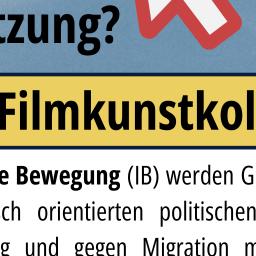 tzung?
Filmkunstkol
e Bewegung (IB) werden G
ch orientierten politischen
g und gegen Migration m